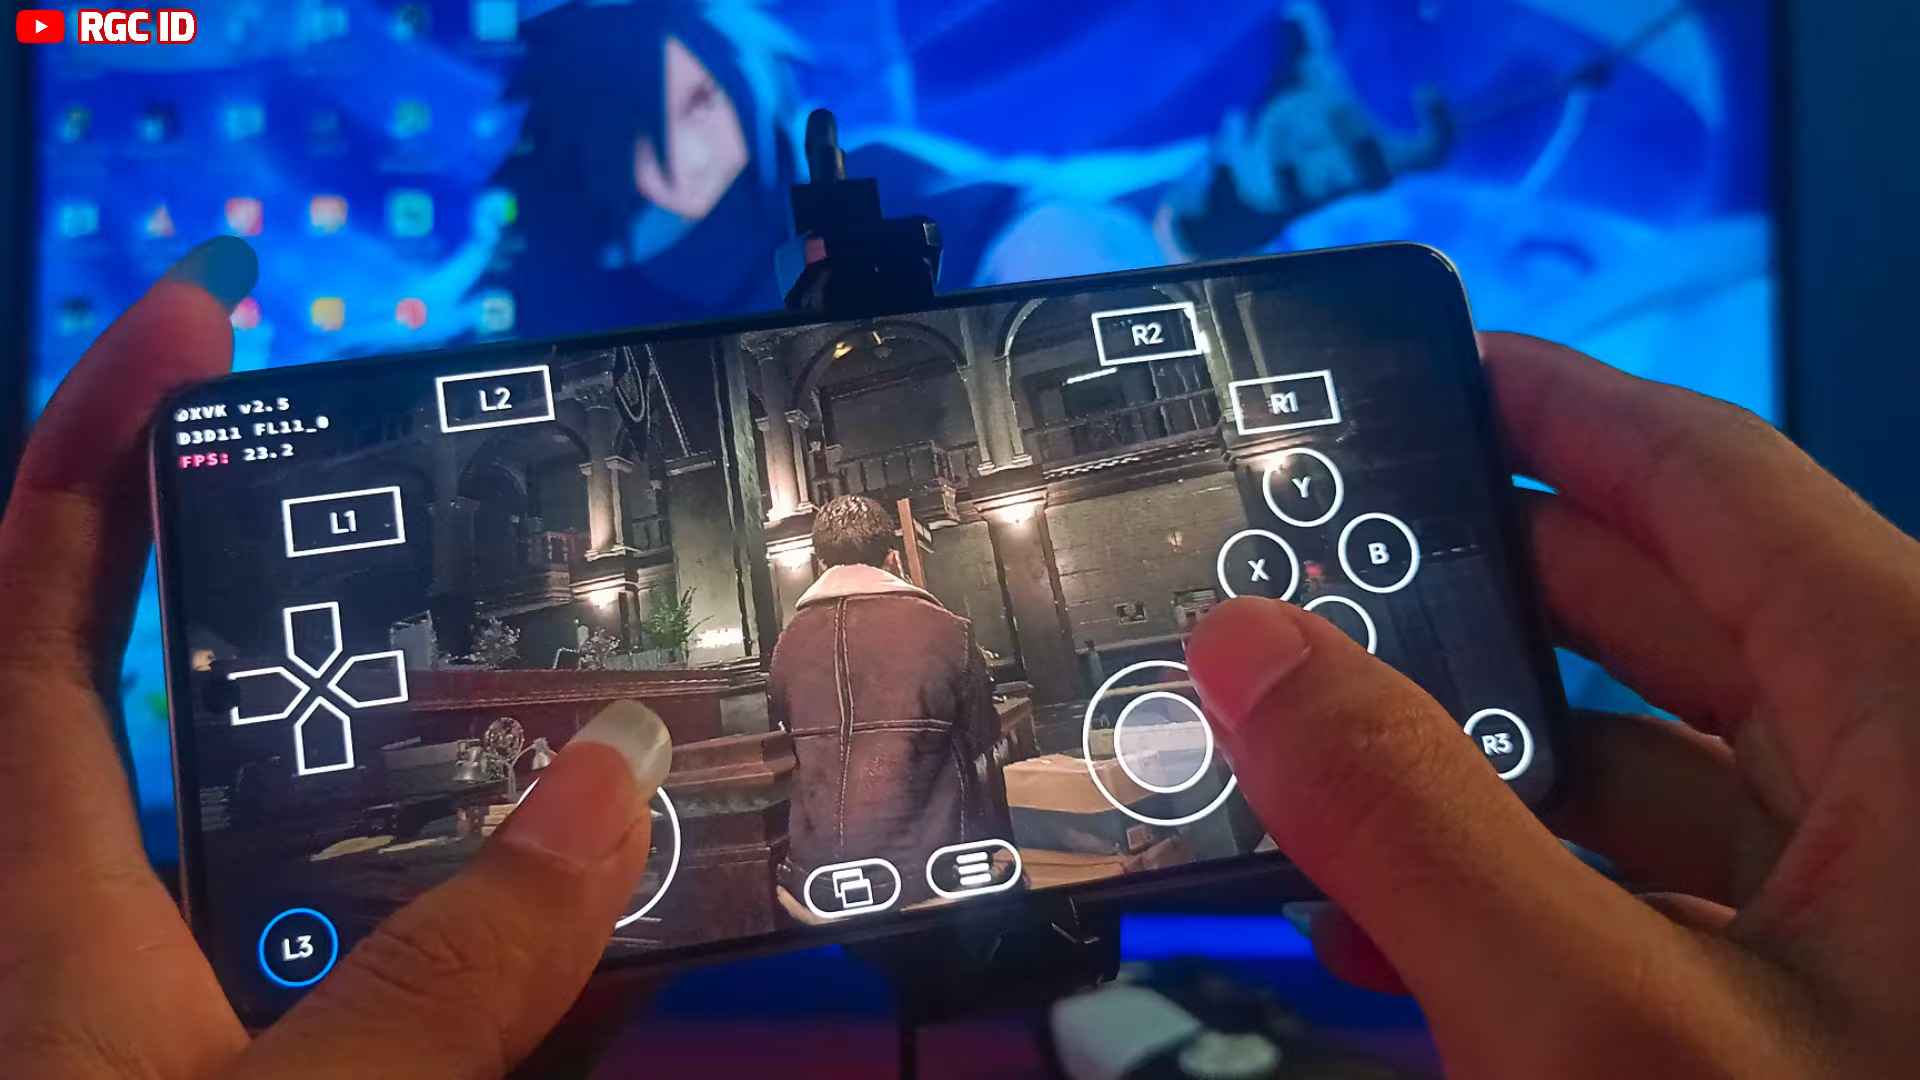 RGC ID
DXVK v2.5
D3D11 FL11_0
FPS: 23.2
L2
R2
R1
L1
Y
X
B
R3
L3